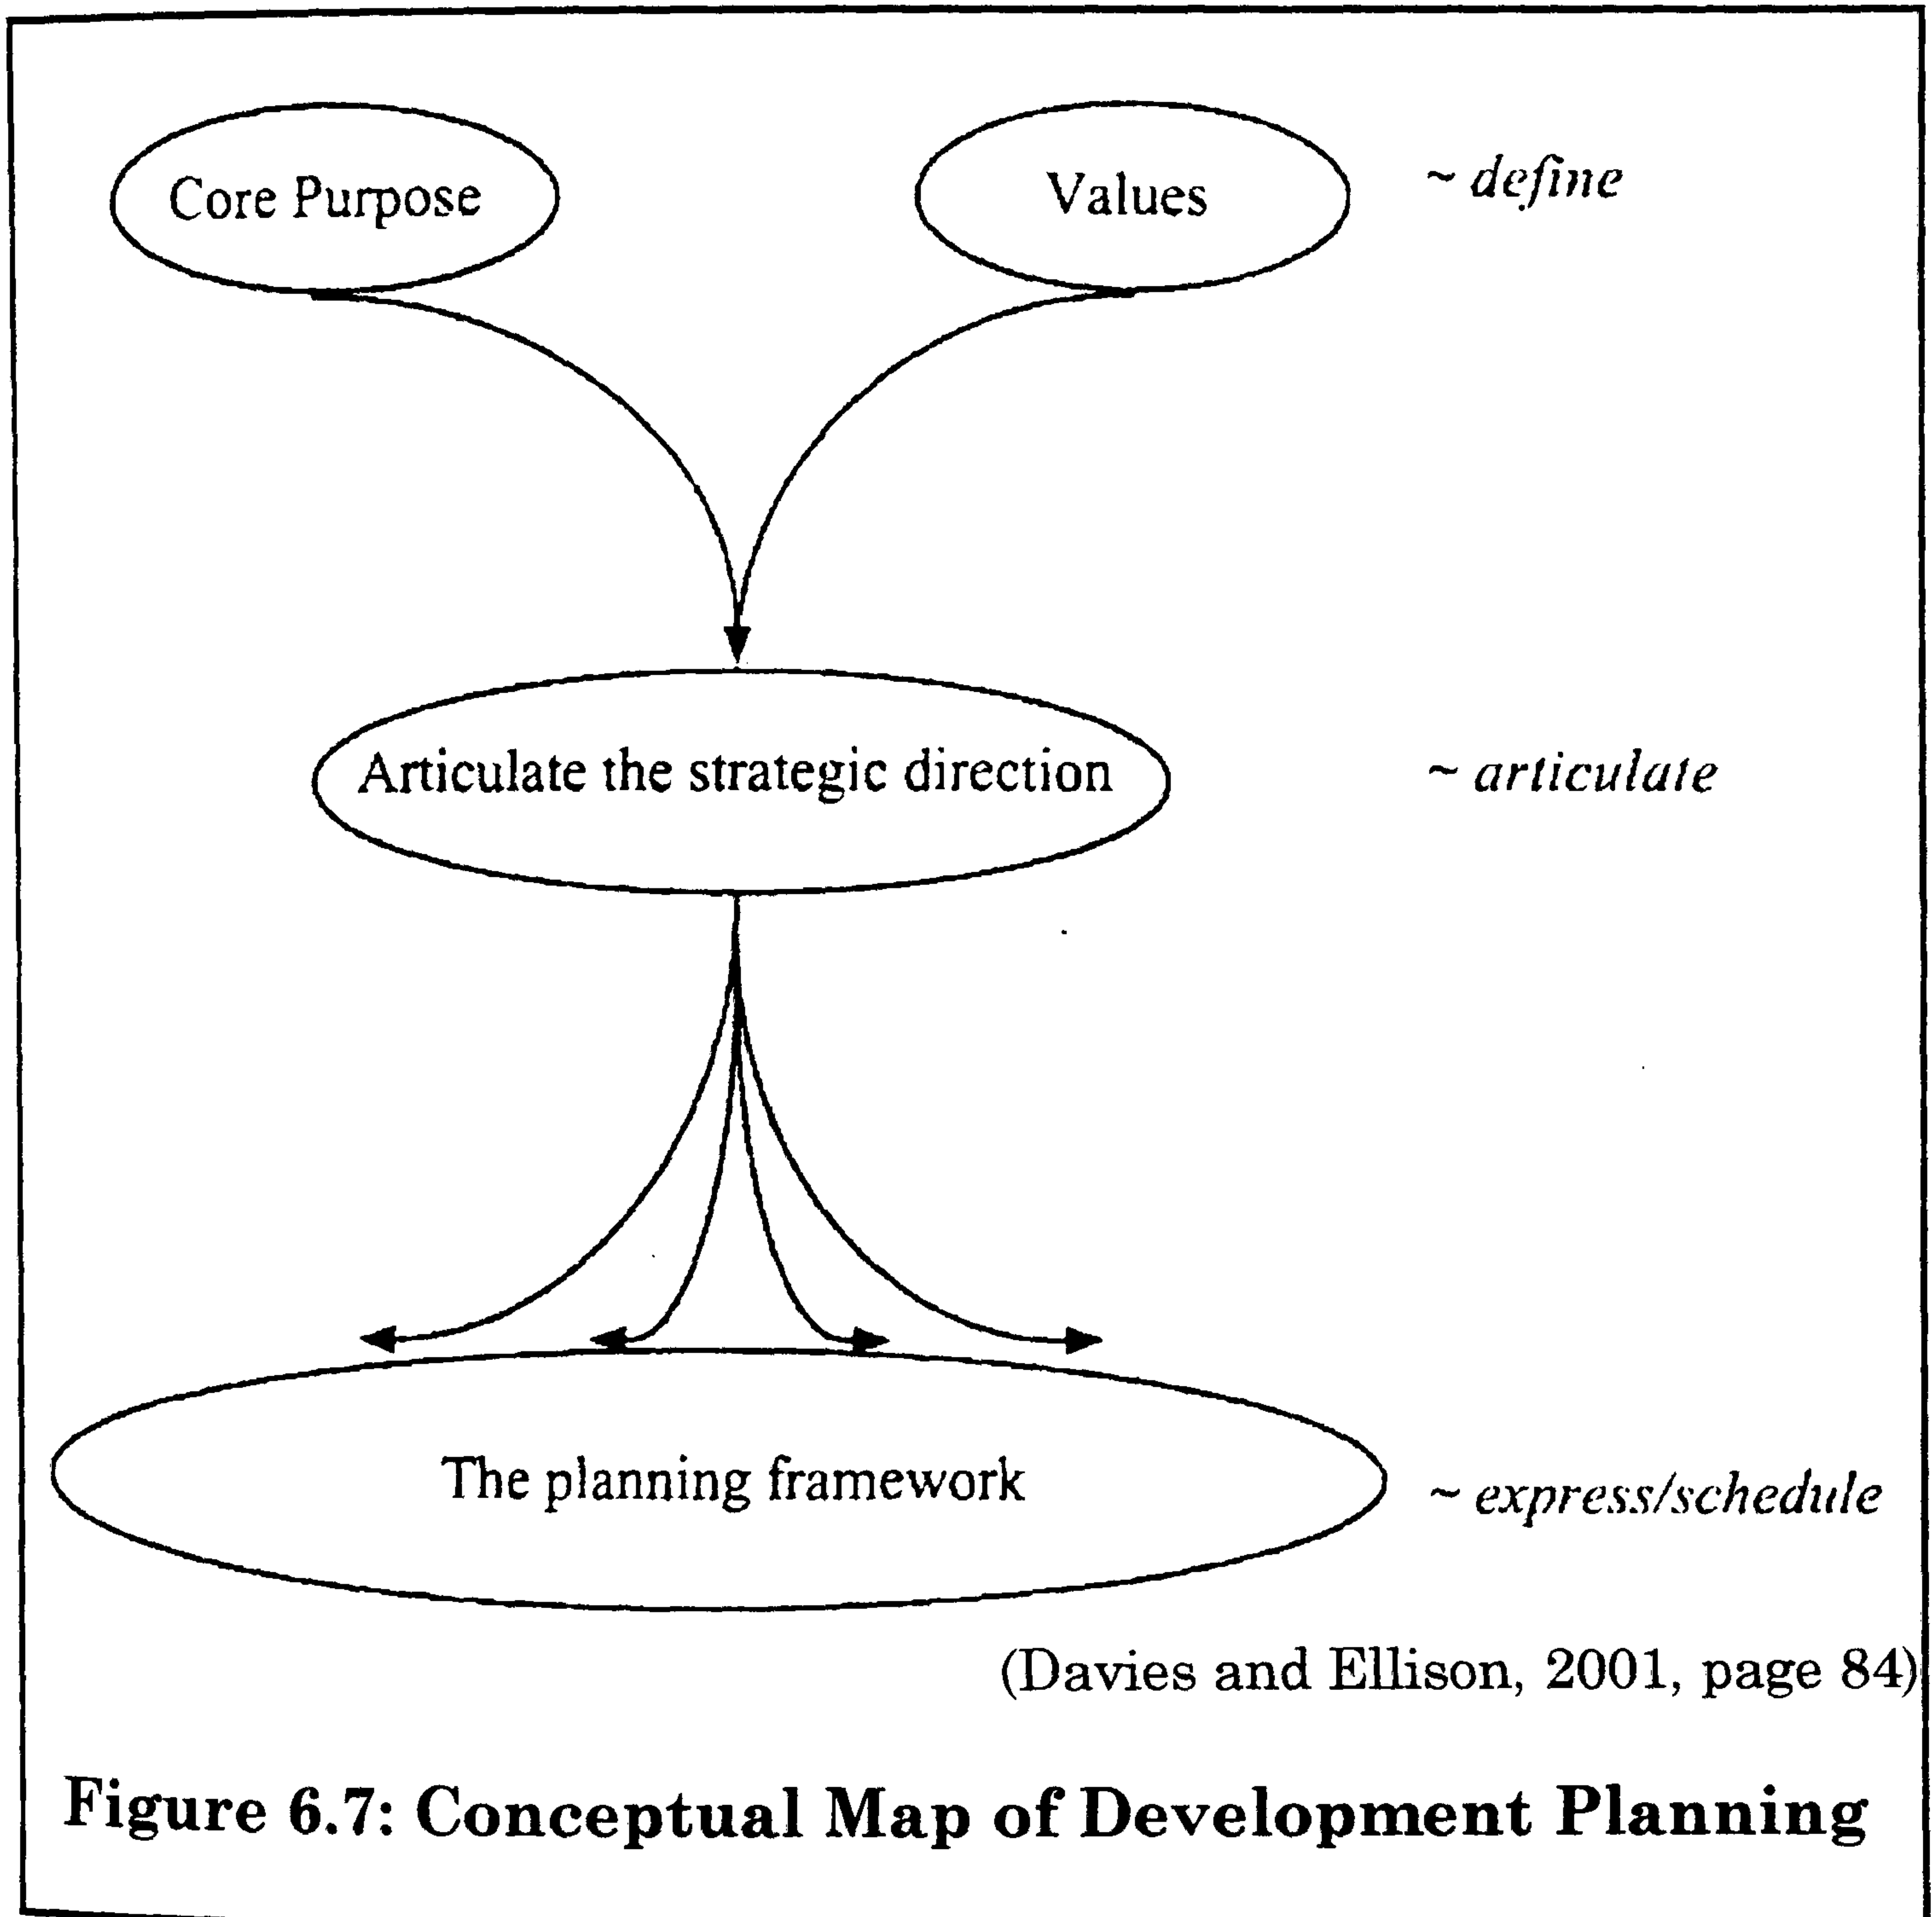 Core Purpose
Values
~ define
Articulate the strategic direction
~ articulate
The planning framework
~ express/schedule
(Davies and Ellison, 2001, page 84)
Figure 6.7: Conceptual Map of Development Planning